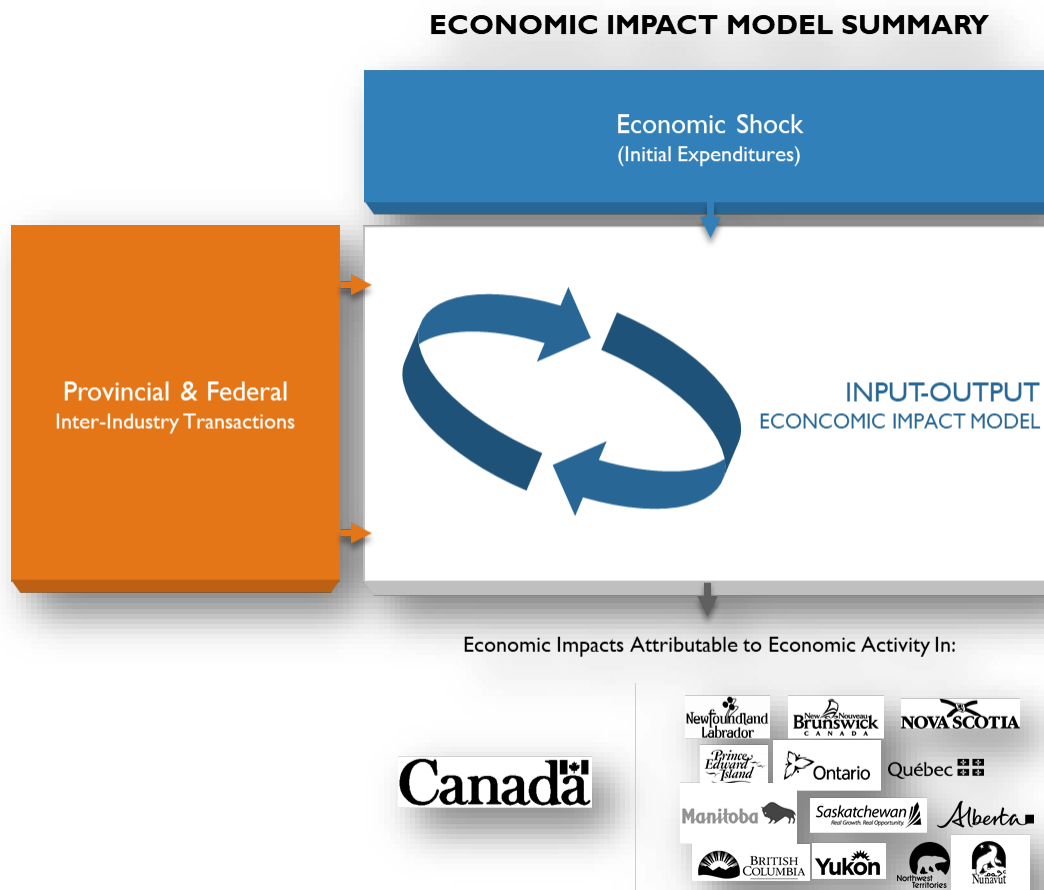 ECONOMIC IMPACT MODEL SUMMARY
Economic Shock
(Initial Expenditures)
Provincial & Federal
Inter-Industry Transactions
INPUT-OUTPUT
ECONCOMIC IMPACT MODEL
Economic Impacts Attributable to Economic Activity In:
Canada
Newfoundland
Labrador
New Nouveau
Brunswick
CANADA
NOVA SCOTIA
Prince
Edward
Island
Ontario
Québec
Manitoba
Saskatchewan
Real Growth. Real Opportunity.
Alberta
BRITISH
COLUMBIA
Yukon
Northwest
Territories
Nunavut